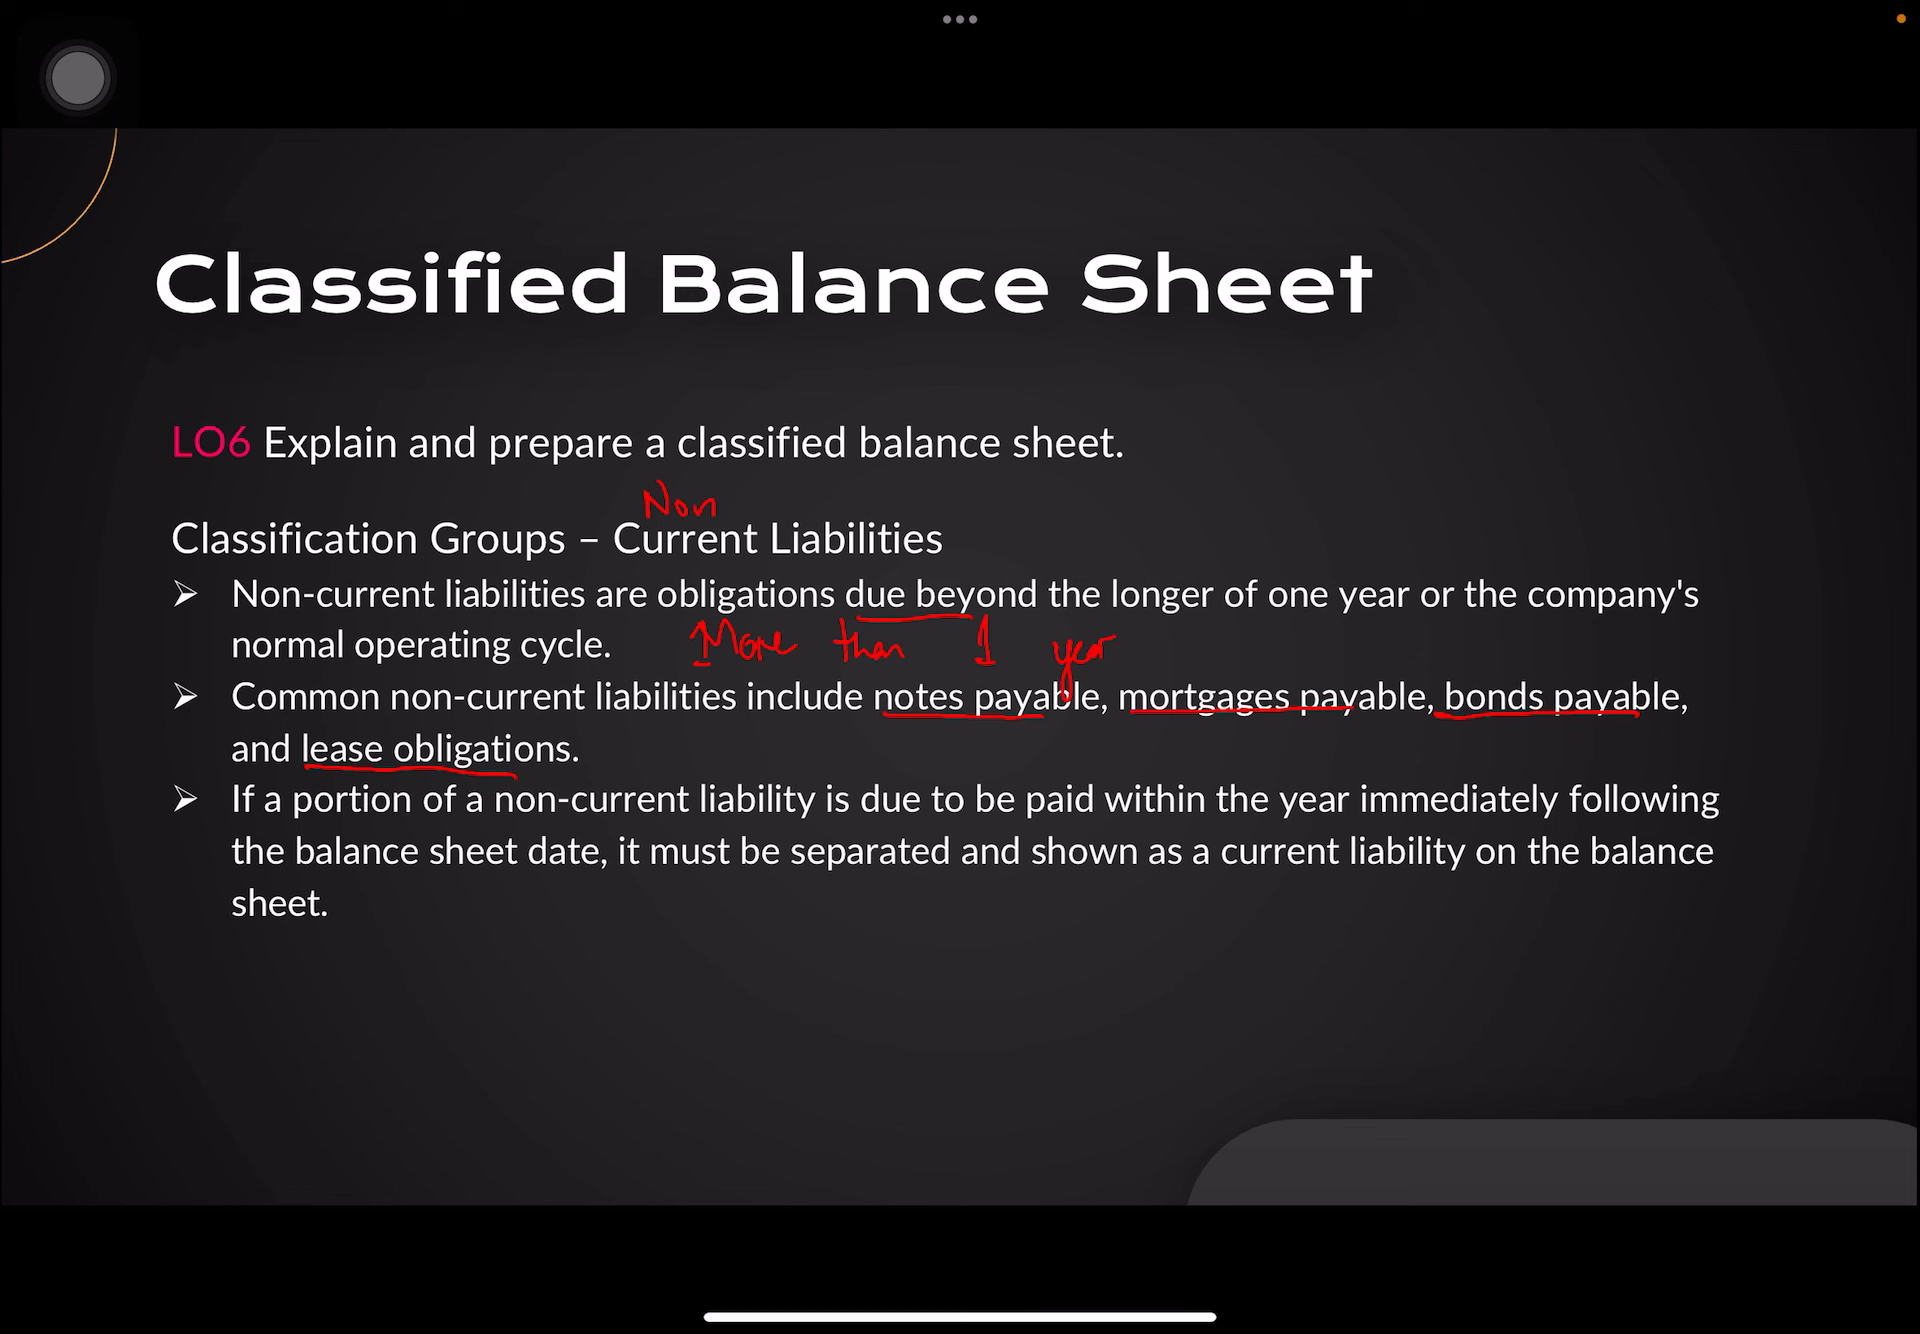 Classified Balance Sheet
LO6 Explain and prepare a classified balance sheet.
Non
Classification Groups – Current Liabilities
➢ Non-current liabilities are obligations due beyond the longer of one year or the company's
normal operating cycle.
More than 1 year
➢ Common non-current liabilities include notes payable, mortgages payable, bonds payable,
and lease obligations.
➢ If a portion of a non-current liability is due to be paid within the year immediately following
the balance sheet date, it must be separated and shown as a current liability on the balance
sheet.